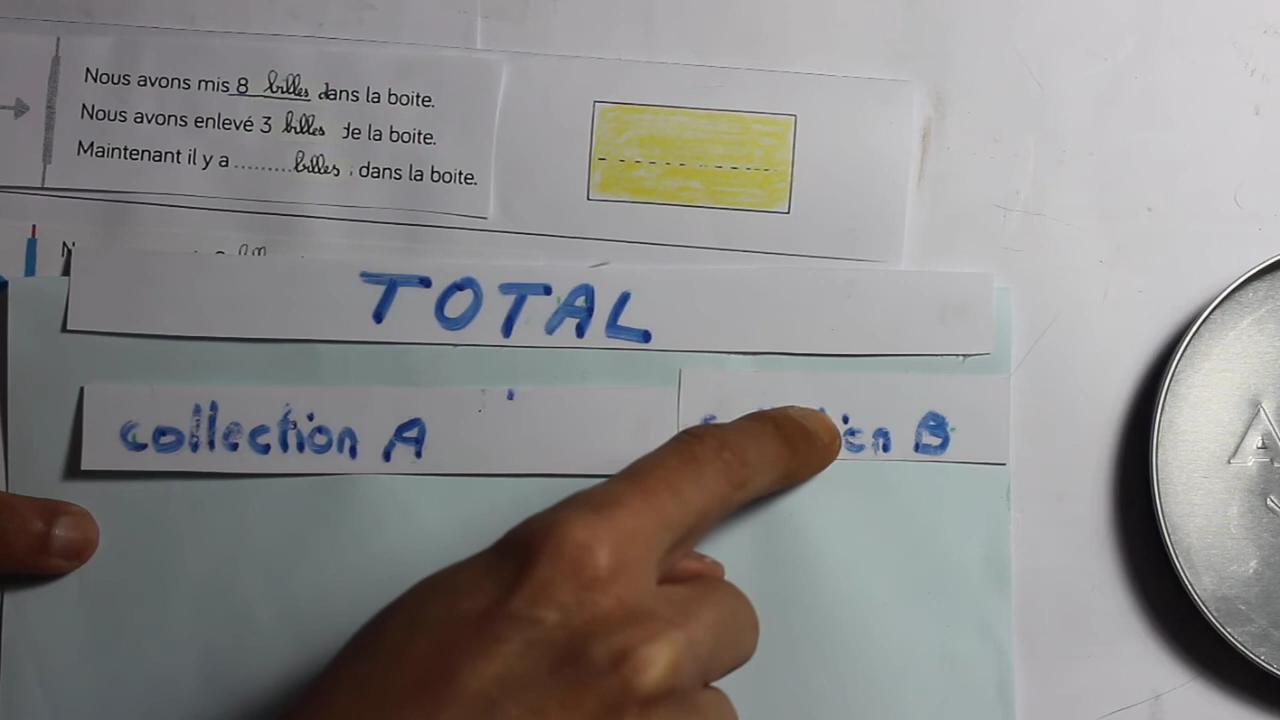 Nous avons mis 8 billes dans la boite.
Nous avons enlevé 3 billes de la boite.
Maintenant il y a ......... billes dans la boite.
TOTAL
collection A
B
A